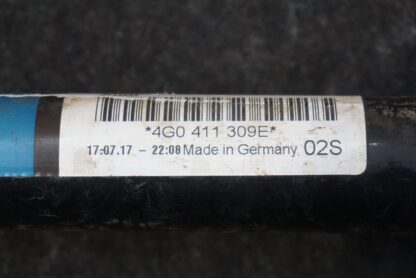 *4G0 411 309E*
17.07.17 - 22:08 Made in Germany 02S